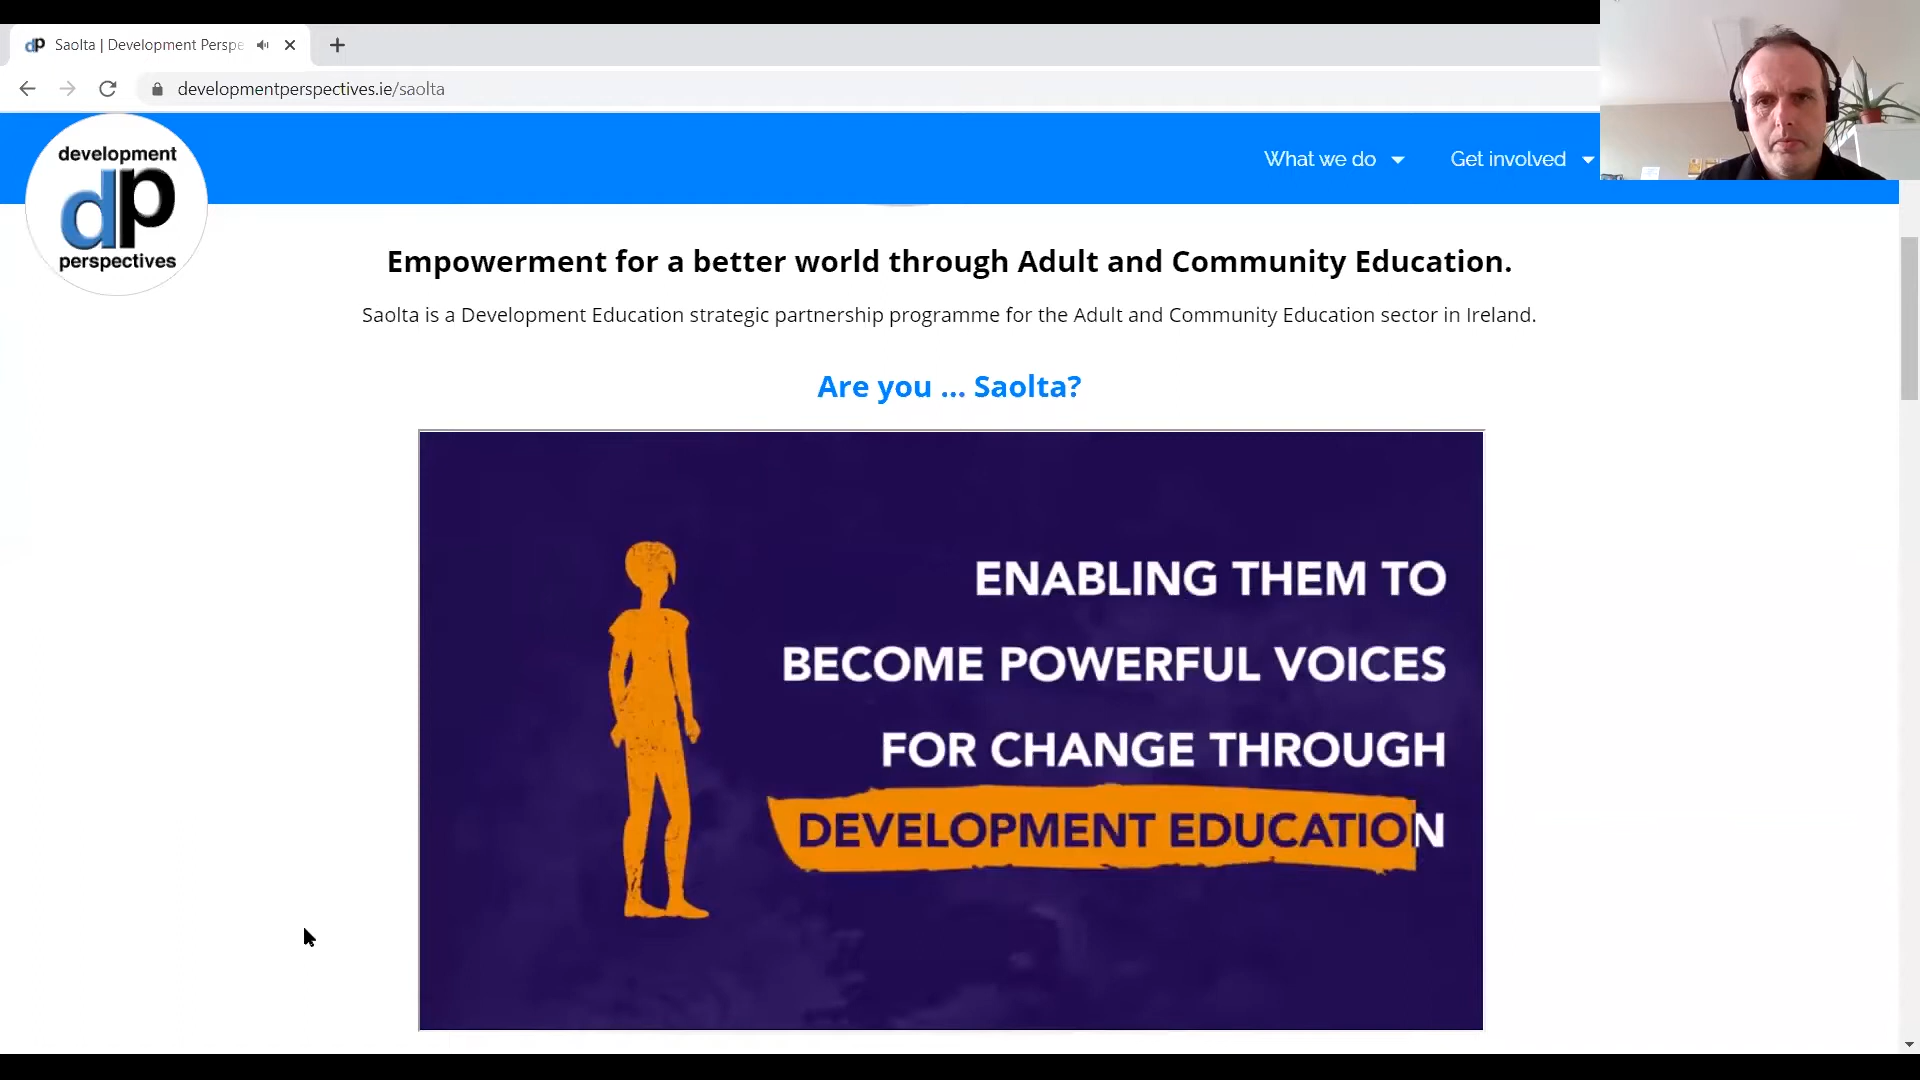 Saolta | Development Perspe
developmentperspectives.ie/saolta
development
dp
perspectives
What we do
Get involved
Empowerment for a better world through Adult and Community Education.
Saolta is a Development Education strategic partnership programme for the Adult and Community Education sector in Ireland.
Are you ... Saolta?
ENABLING THEM TO
BECOME POWERFUL VOICES
FOR CHANGE THROUGH
DEVELOPMENT EDUCATION